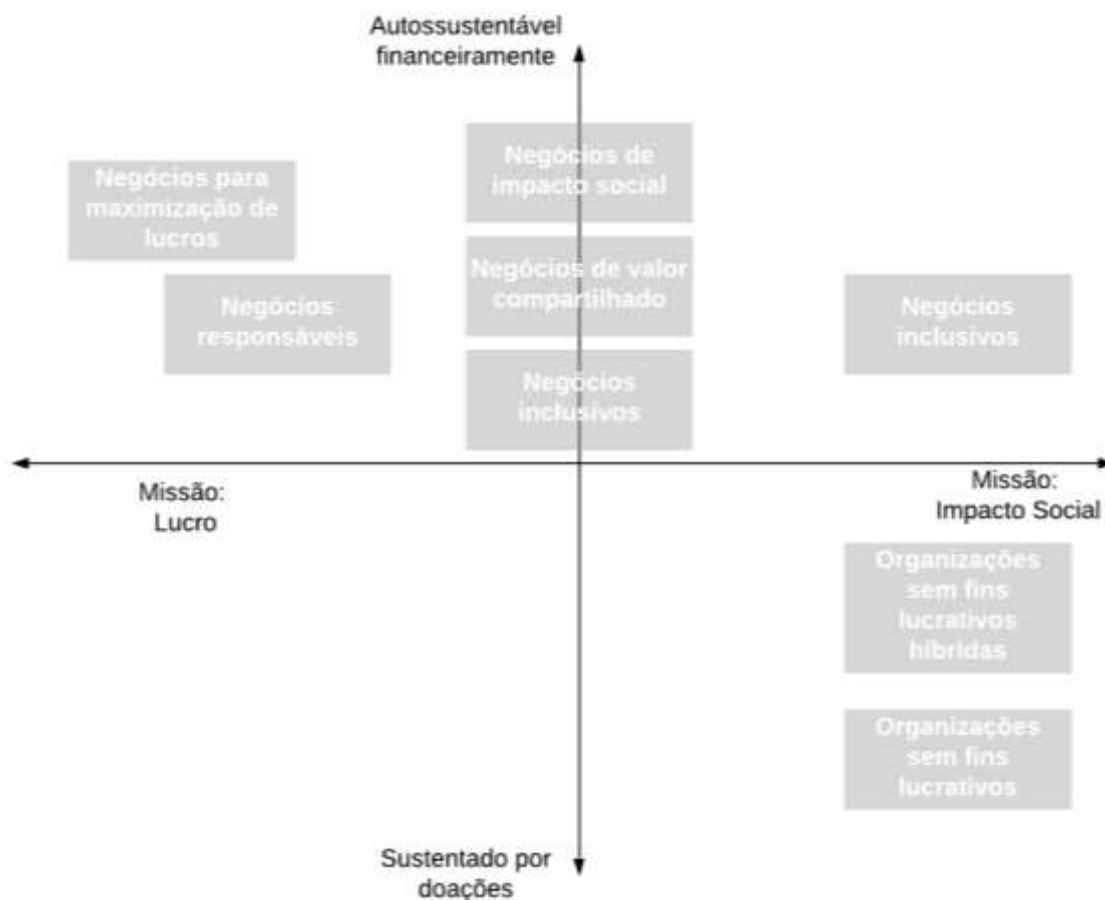 Autossustentável
financeiramente
Negócios de
impacto social
Negócios para
maximização de
lucros
Negócios de valor
compartilhado
Negócios
responsáveis
Negócios
inclusivos
Negócios
inclusivos
Missão:
Lucro
Missão:
Impacto Social
Organizações
sem fins
lucrativos
híbridas
Organizações
sem fins
lucrativos
Sustentado por
doações